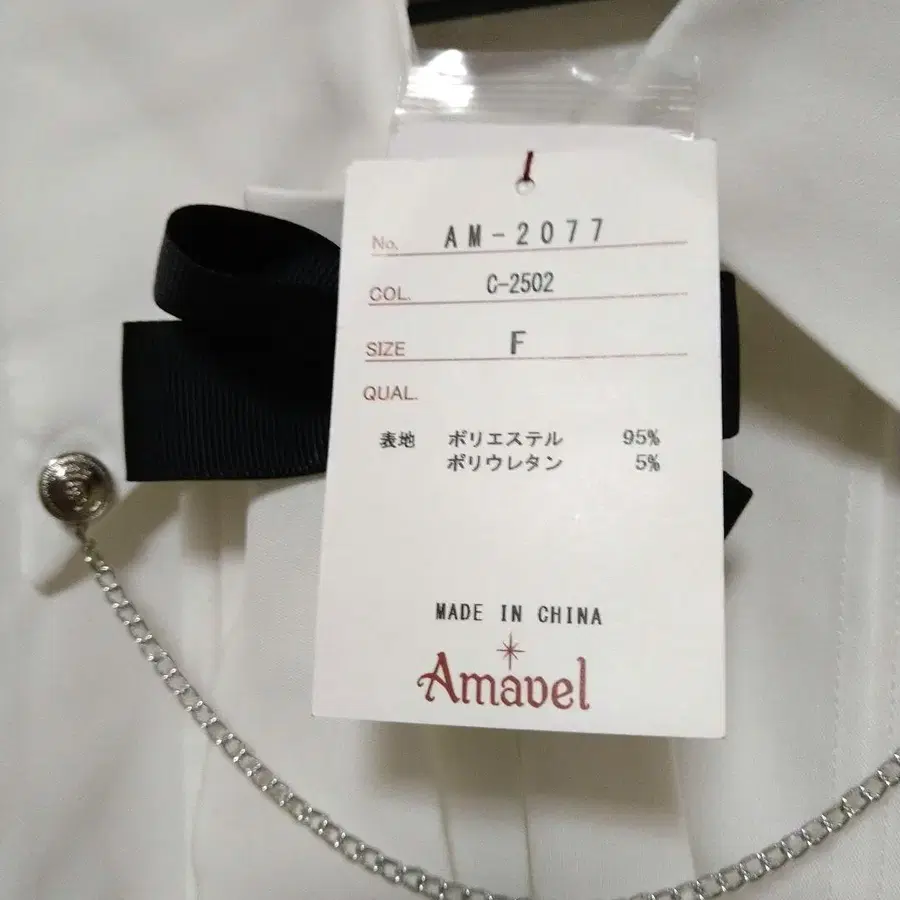 No. AM-2077
COL. C-2502
SIZE F
QUAL.
表地 ポリエステル 95%
ポリウレタン 5%
MADE IN CHINA
Amavel